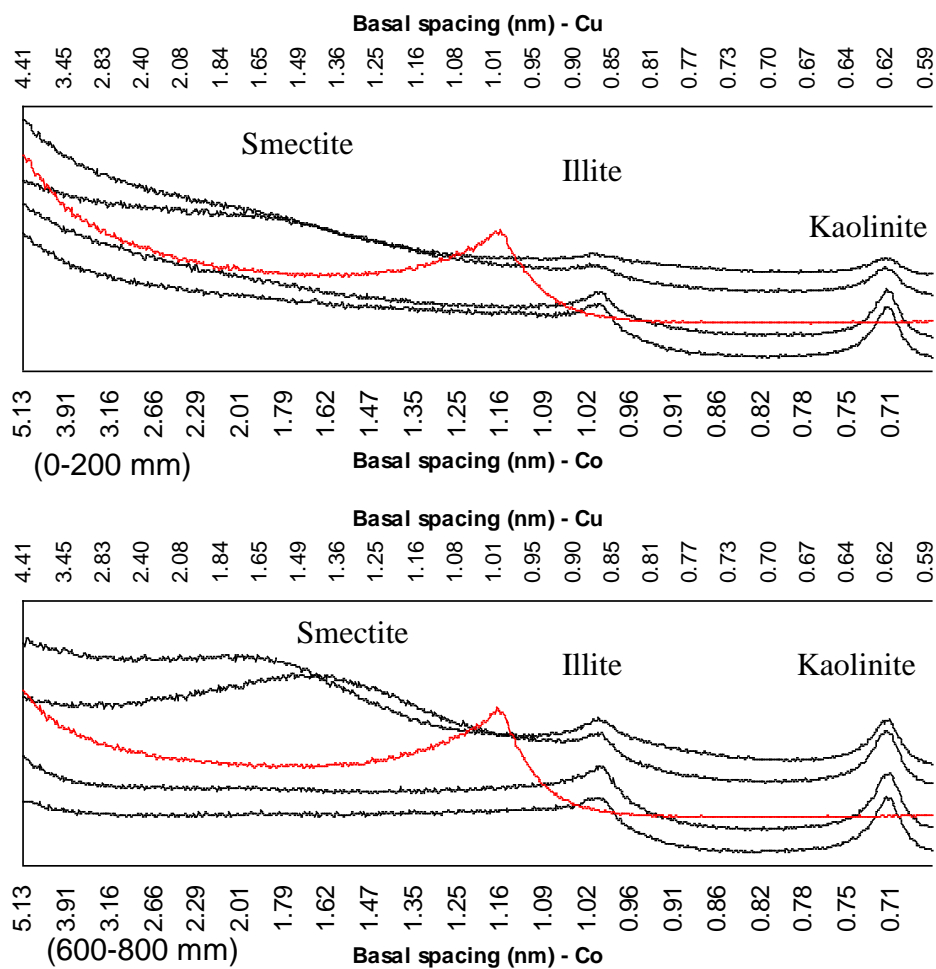 Basal spacing (nm) - Cu
4.41 3.45 2.83 2.40 2.08 1.84 1.65 1.49 1.36 1.25 1.16 1.08 1.01 0.95 0.90 0.85 0.81 0.77 0.73 0.70 0.67 0.64 0.62 0.59
Smectite
Illite
Kaolinite
5.13 3.91 3.16 2.66 2.29 2.01 1.79 1.62 1.47 1.35 1.25 1.16 1.09 1.02 0.96 0.91 0.86 0.82 0.78 0.75 0.71
(0-200 mm)
Basal spacing (nm) - Co
Basal spacing (nm) - Cu
4.41 3.45 2.83 2.40 2.08 1.84 1.65 1.49 1.36 1.25 1.16 1.08 1.01 0.95 0.90 0.85 0.81 0.77 0.73 0.70 0.67 0.64 0.62 0.59
Smectite
Illite
Kaolinite
5.13 3.91 3.16 2.66 2.29 2.01 1.79 1.62 1.47 1.35 1.25 1.16 1.09 1.02 0.96 0.91 0.86 0.82 0.78 0.75 0.71
(600-800 mm)
Basal spacing (nm) - Co